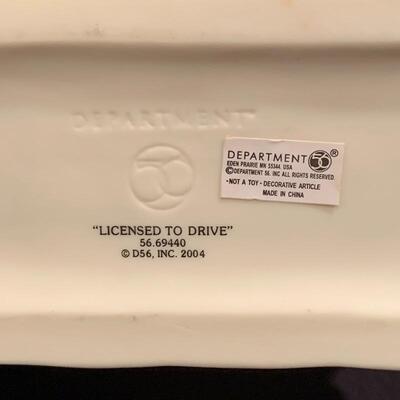 DEPARTMENT
56
DEPARTMENT 56®
EDEN PRAIRIE MN 55344 USA
©DEPARTMENT 56. INC ALL RIGHTS RESERVED.
·NOT A TOY· DECORATIVE ARTICLE
MADE IN CHINA
"LICENSED TO DRIVE"
56.69440
© D56, INC. 2004